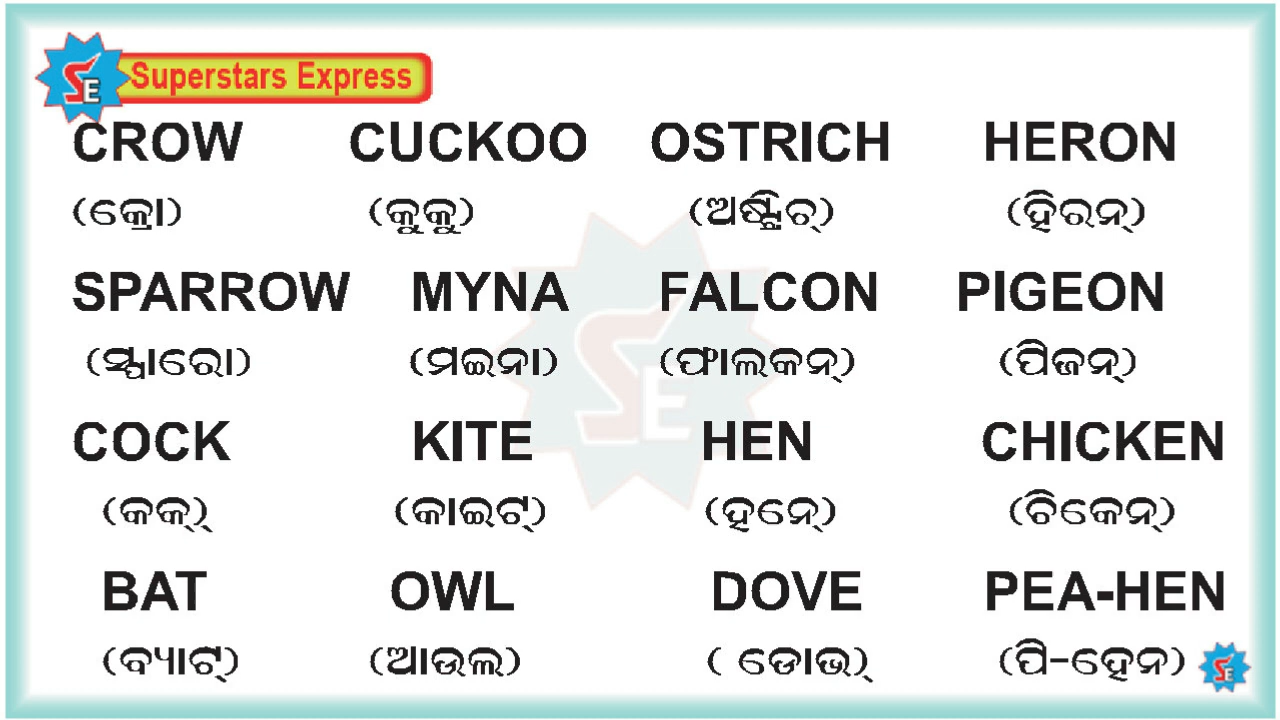 Superstars Express
CROW CUCKOO OSTRICH HERON
(କ୍ରୋ) (କୁକୁ) (ଅଷ୍ଟ୍ରିଚ୍) (ହିରନ୍)
SPARROW MYNA FALCON PIGEON
(ସ୍ପାରୋ) (ମଇନା) (ଫାଲକନ୍) (ପିଜନ୍)
COCK KITE HEN CHICKEN
(କକ୍) (କାଇଟ୍) (ହନେ୍) (ଚିକେନ୍)
BAT OWL DOVE PEA-HEN
(ବ୍ୟାଟ୍) (ଆଉଲ) ( ଡୋଭ୍) (ପି-ହେନ)
SE